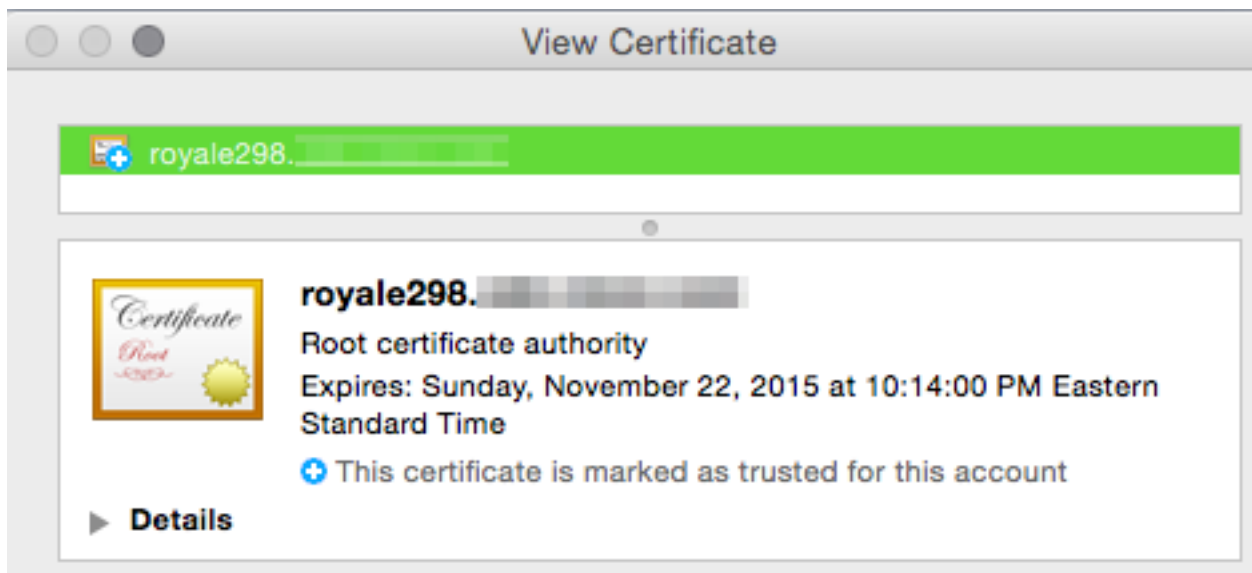 View Certificate
royale298.
royale298.
Certificate
Root
Root certificate authority
Expires: Sunday, November 22, 2015 at 10:14:00 PM Eastern
Standard Time
This certificate is marked as trusted for this account
Details